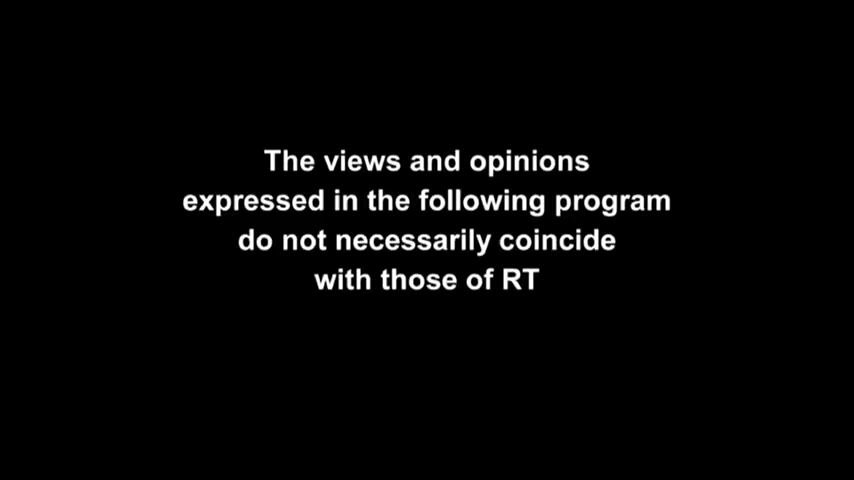 The views and opinions
expressed in the following program
do not necessarily coincide
with those of RT